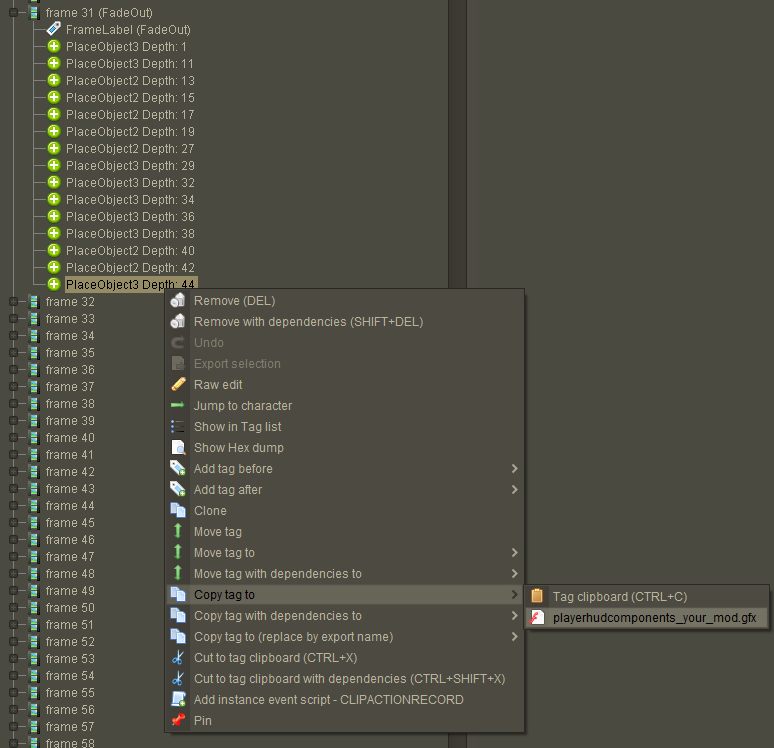 frame 31 (FadeOut)
FrameLabel (FadeOut)
PlaceObject3 Depth: 1
PlaceObject3 Depth: 11
PlaceObject2 Depth: 13
PlaceObject2 Depth: 15
PlaceObject2 Depth: 17
PlaceObject2 Depth: 19
PlaceObject2 Depth: 27
PlaceObject3 Depth: 29
PlaceObject3 Depth: 32
PlaceObject3 Depth: 34
PlaceObject3 Depth: 36
PlaceObject3 Depth: 38
PlaceObject2 Depth: 40
PlaceObject2 Depth: 42
PlaceObject3 Depth: 44
frame 32
frame 33
frame 34
frame 35
frame 36
frame 37
frame 38
frame 39
frame 40
frame 41
frame 42
frame 43
frame 44
frame 45
frame 46
frame 47
frame 48
frame 49
frame 50
frame 51
frame 52
frame 53
frame 54
frame 55
frame 56
frame 57
frame 58
Remove (DEL)
Remove with dependencies (SHIFT+DEL)
Undo
Export selection
Raw edit
Jump to character
Show in Tag list
Show Hex dump
Add tag before
Add tag after
Clone
Move tag
Move tag to
Move tag with dependencies to
Copy tag to
Copy tag with dependencies to
Copy tag to (replace by export name)
Cut to tag clipboard (CTRL+X)
Cut to tag clipboard with dependencies (CTRL+SHIFT+X)
Add instance event script - CLIPACTIONRECORD
Pin
Tag clipboard (CTRL+C)
playerhudcomponents_your_mod.gfx